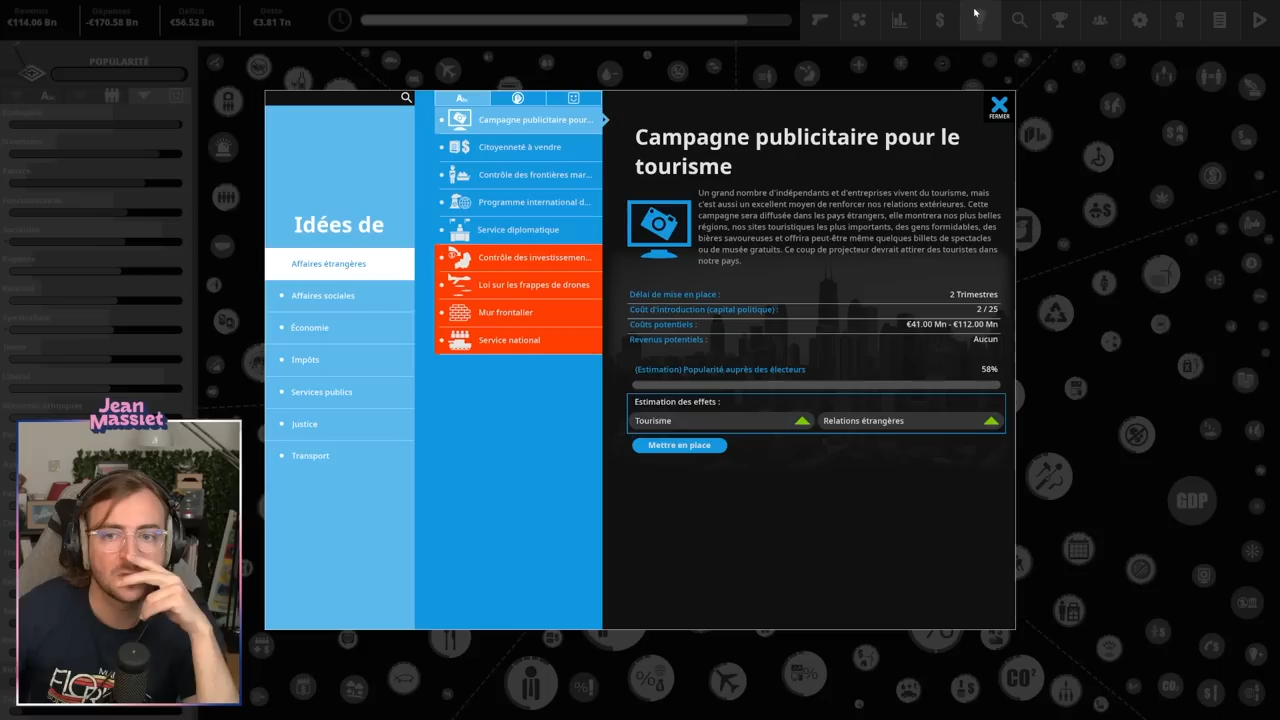 Revenus
€114.06 Bn
Dépenses
-€170.58 Bn
Déficit
€56.52 Bn
Dette
€3.81 Tn
POPULARITÉ
Idées de
Affaires étrangères
Affaires sociales
Économie
Impôts
Services publics
Justice
Transport
Campagne publicitaire pour...
Citoyenneté à vendre
Contrôle des frontières mar...
Programme international d...
Service diplomatique
Contrôle des investissemen...
Loi sur les frappes de drones
Mur frontalier
Service national
FERMER
Campagne publicitaire pour le
tourisme
Un grand nombre d'indépendants et d'entreprises vivent du tourisme, mais
c'est aussi un excellent moyen de renforcer nos relations extérieures. Cette
campagne sera diffusée dans les pays étrangers, elle montrera nos plus belles
régions, nos sites touristiques les plus importants, des gens formidables, des
bières savoureuses et offrira peut-être même quelques billets de spectacles
ou de musée gratuits. Ce coup de projecteur devrait attirer des touristes dans
notre pays.
Délai de mise en place : 2 Trimestres
Coût d'introduction (capital politique) : 2 / 25
Coûts potentiels : €41.00 Mn - €112.00 Mn
Revenus potentiels : Aucun
(Estimation) Popularité auprès des électeurs 58%
Estimation des effets :
Tourisme
Relations étrangères
Mettre en place
Jean
Massiet
GDP
CO²